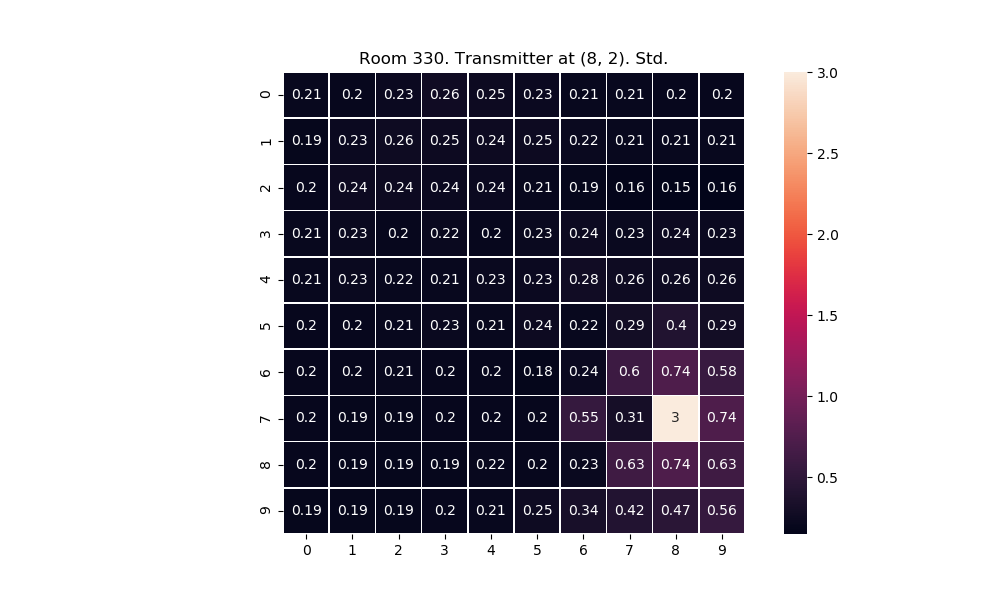 Room 330. Transmitter at (8, 2). Std.
0 0.21 0.2 0.23 0.26 0.25 0.23 0.21 0.21 0.2 0.2
1 0.19 0.23 0.26 0.25 0.24 0.25 0.22 0.21 0.21 0.21
2 0.2 0.24 0.24 0.24 0.24 0.21 0.19 0.16 0.15 0.16
3 0.21 0.23 0.2 0.22 0.2 0.23 0.24 0.23 0.24 0.23
4 0.21 0.23 0.22 0.21 0.23 0.23 0.28 0.26 0.26 0.26
5 0.2 0.2 0.21 0.23 0.21 0.24 0.22 0.29 0.4 0.29
6 0.2 0.2 0.21 0.2 0.2 0.18 0.24 0.6 0.74 0.58
7 0.2 0.19 0.19 0.2 0.2 0.2 0.55 0.31 3 0.74
8 0.2 0.19 0.19 0.19 0.22 0.2 0.23 0.63 0.74 0.63
9 0.19 0.19 0.19 0.2 0.21 0.25 0.34 0.42 0.47 0.56
0 1 2 3 4 5 6 7 8 9
3.0
2.5
2.0
1.5
1.0
0.5